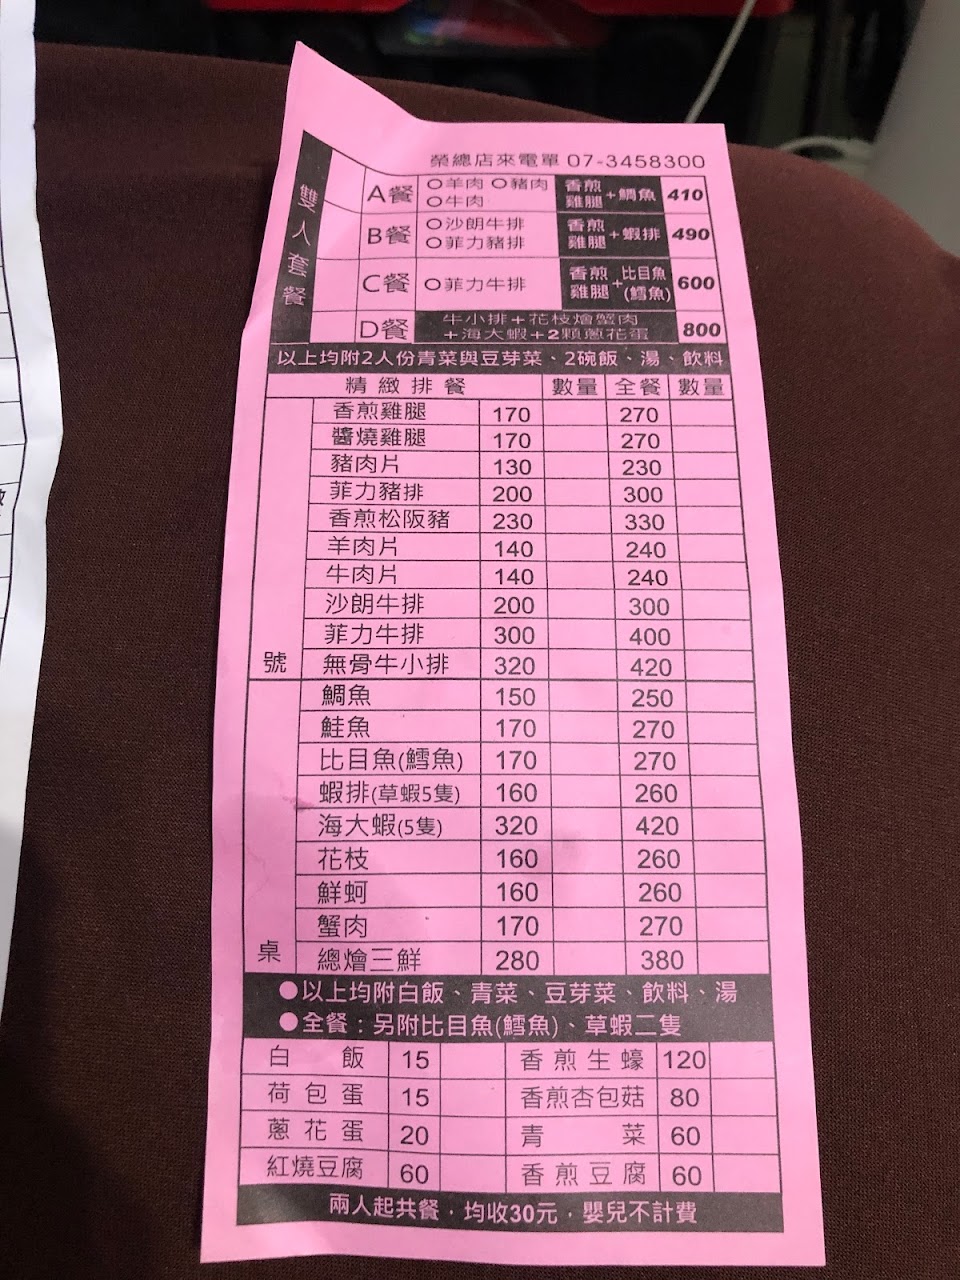 榮總店來電單 07-3458300
雙人套餐
A餐 ○羊肉 ○豬肉 ○牛肉 香煎雞腿+鯛魚 410
B餐 ○沙朗牛排 ○菲力豬排 香煎雞腿+蝦排 490
C餐 ○菲力牛排 香煎雞腿+比目魚(鱈魚) 600
D餐 牛小排+花枝燴蟹肉+海大蝦+2顆蔥花蛋 800
以上均附2人份青菜與豆芽菜、2碗飯、湯、飲料
精緻排餐 數量 全餐 數量
香煎雞腿 170 270
醬燒雞腿 170 270
豬肉片 130 230
菲力豬排 200 300
香煎松阪豬 230 330
羊肉片 140 240
牛肉片 140 240
沙朗牛排 200 300
菲力牛排 300 400
號 無骨牛小排 320 420
鯛魚 150 250
鮭魚 170 270
比目魚(鱈魚) 170 270
蝦排(草蝦5隻) 160 260
海大蝦(5隻) 320 420
花枝 160 260
鮮蚵 160 260
蟹肉 170 270
桌 總燴三鮮 280 380
●以上均附白飯、青菜、豆芽菜、飲料、湯
●全餐：另附比目魚(鱈魚)、草蝦二隻
白飯 15 香煎生蠔 120
荷包蛋 15 香煎杏包菇 80
蔥花蛋 20 青菜 60
紅燒豆腐 60 香煎豆腐 60
兩人起共餐，均收30元，嬰兒不計費